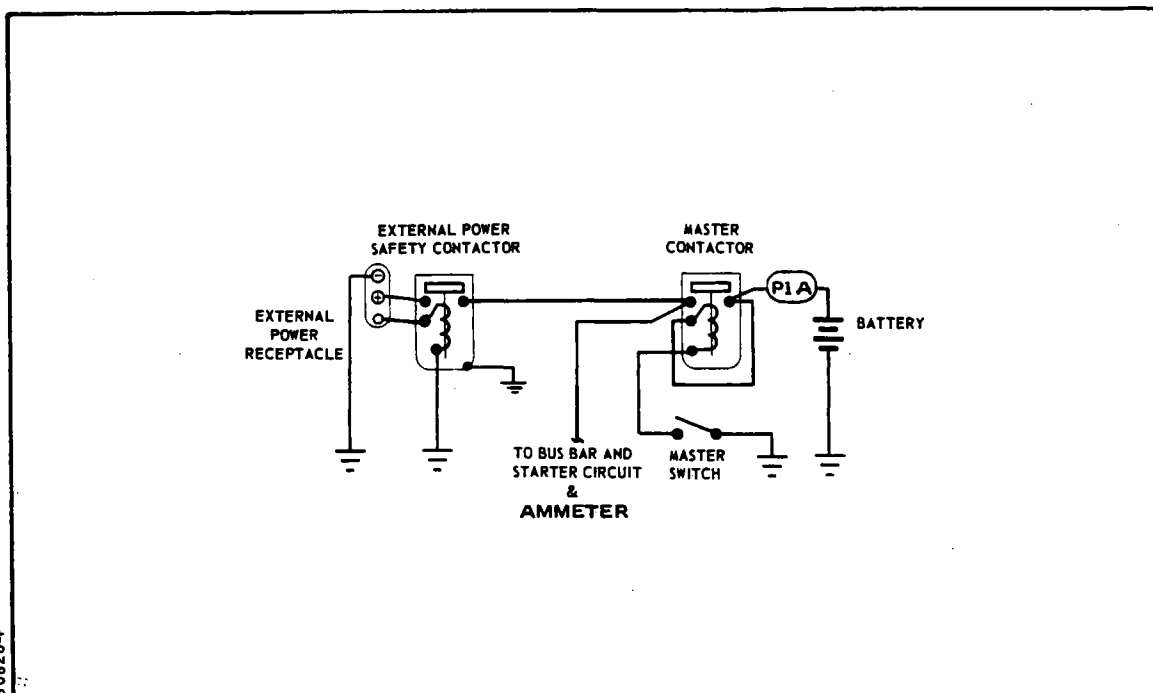 EXTERNAL POWER
SAFETY CONTACTOR
MASTER
CONTACTOR
P1A
EXTERNAL
POWER
RECEPTACLE
BATTERY
TO BUS BAR AND
STARTER CIRCUIT
&
AMMETER
MASTER
SWITCH